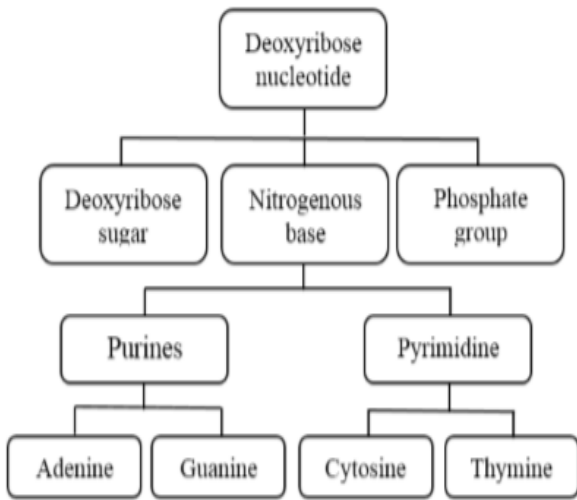 Deoxyribose
nucleotide
Deoxyribose
sugar
Nitrogenous
base
Phosphate
group
Purines
Pyrimidine
Adenine
Guanine
Cytosine
Thymine